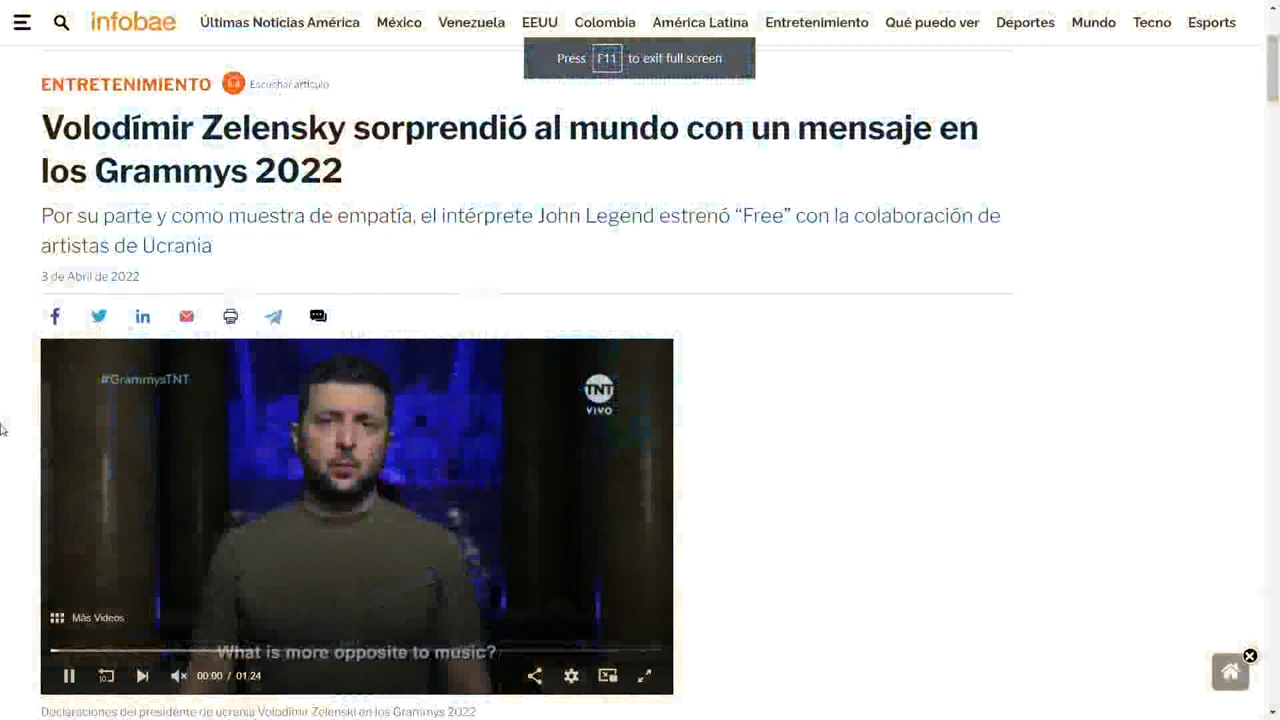 infobae
Últimas Noticias América México Venezuela EEUU Colombia América Latina Entretenimiento Qué puedo ver Deportes Mundo Tecno Esports
Press F11 to exit full screen
ENTRETENIMIENTO Escuchar artículo
Volodímir Zelensky sorprendió al mundo con un mensaje en
los Grammys 2022
Por su parte y como muestra de empatía, el intérprete John Legend estrenó “Free” con la colaboración de
artistas de Ucrania
3 de Abril de 2022
#GrammysTNT
TNT
VIVO
Más Videos
What is more opposite to music?
00:00 / 01:24
Declaraciones del presidente de ucrania Volodimir Zelenski en los Grammys 2022